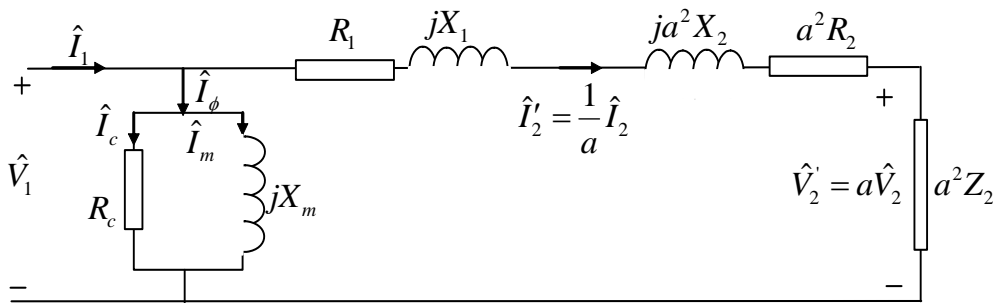 R₁
jX₁
ja²X₂
a²R₂
Î₁
+
Î_ϕ
Î′₂ = 1/a Î₂
+
Î_c
Î_m
V̂₁
R_c
jX_m
V̂₂' = aV̂₂
a²Z₂
−
−